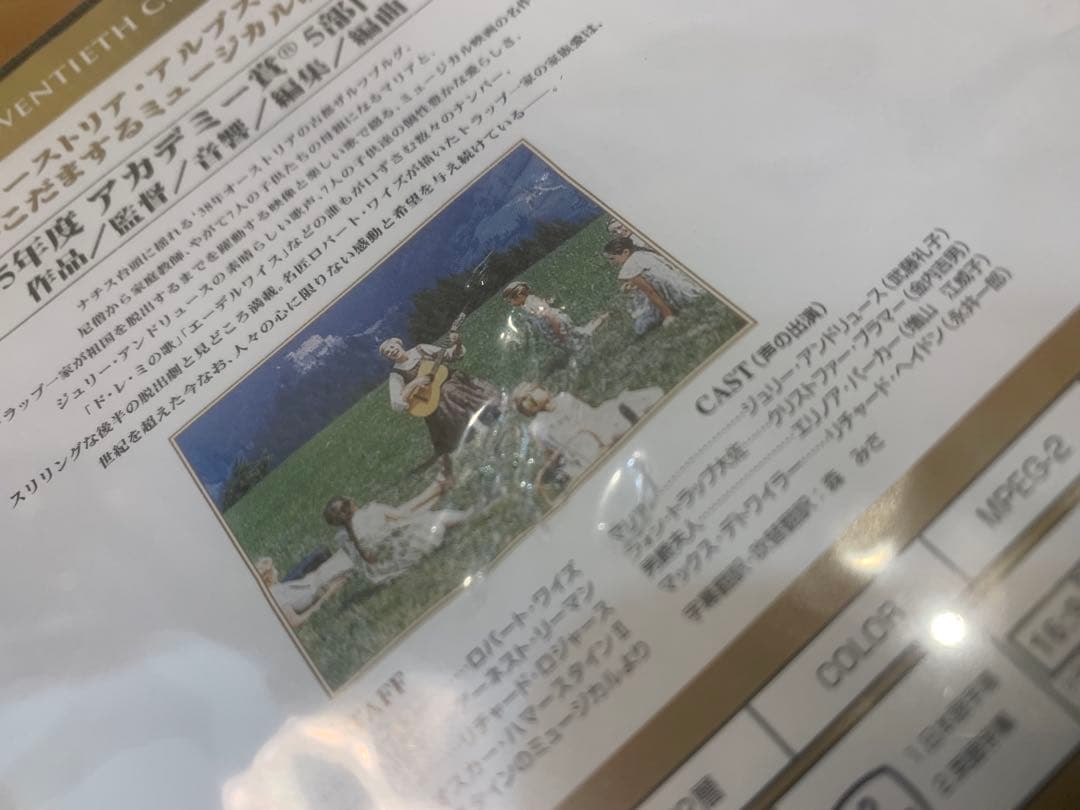 VENTIETH C
ーストリア・アルプス
こだまするミュージカル
5年度 アカデミー賞® 5部
作品/監督/音響/編集/編曲
ナチス台頭に揺れる'38年オーストリアの古都ザルツブルグ。
尼僧から家庭教師、やがて7人の子供たちの母親になるマリアと、
ラップ一家が祖国を脱出するまでを躍動する映像と楽しい歌で綴る、ミュージカル映画の名作
ジュリー・アンドリュースの素晴らしい歌声、7人の子供達の個性豊かな愛らしさ、
「ド・レ・ミの歌」「エーデルワイス」などの誰もが口ずさむ数々のナンバー。
スリリングな後半の脱出劇と見どころ満載。名匠ロバート・ワイズが描いたトラップ一家の家族愛は、
世紀を超えた今なお、人々の心に限りない感動と希望を与え続けている──。
CAST(声の出演)
マリア……ジュリー・アンドリュース(武藤礼子)
フォン・トラップ大佐……クリストファー・プラマー(金内吉男)
男爵夫人……エリノア・パーカー(
マックス・デトワイラー……リチャード・ヘイドン(永井一郎)
字幕翻訳・吹替翻訳:森 みさ
AFF
ロバート・ワイズ
アーネスト・リーマン
リチャード・ロジャース
スカー・ハマースタインⅡ
インのミュージカルより
MPEG-2
COLOR
16:9
層
1 日本語字幕
2 英語字幕